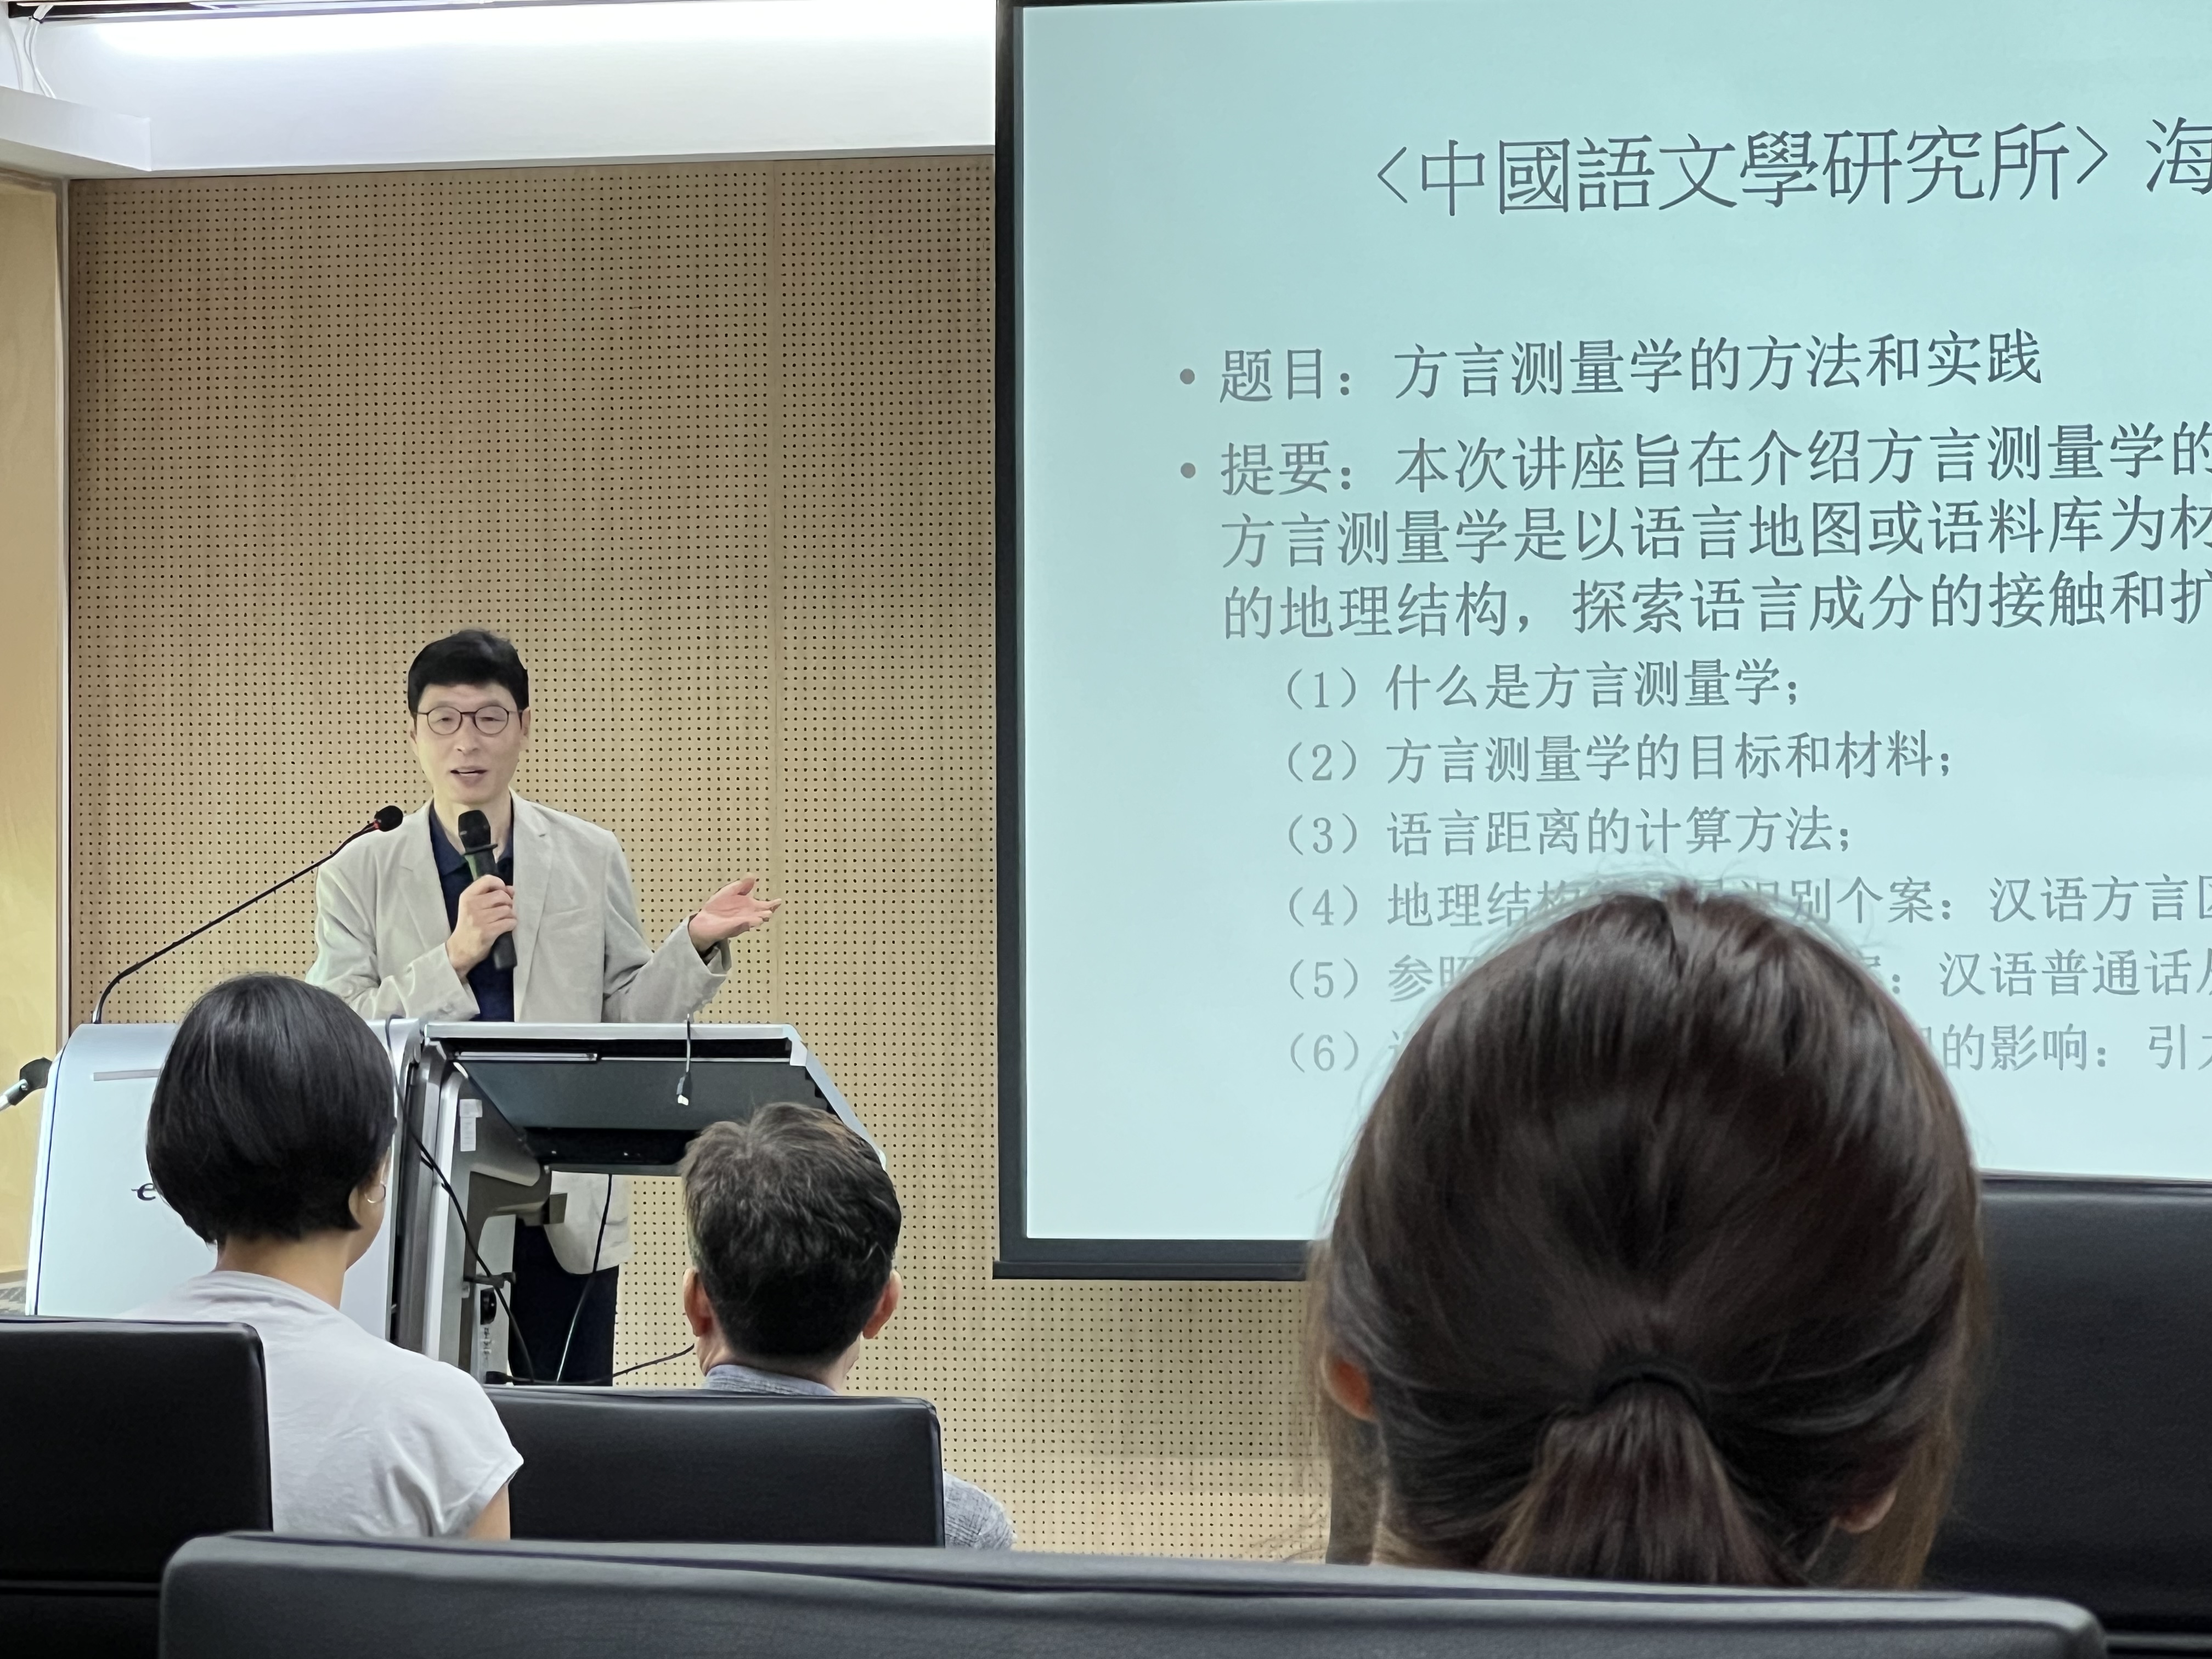 〈中國語文學研究所〉海
• 题目：方言测量学的方法和实践
• 提要：本次讲座旨在介绍方言测量学的
方言测量学是以语言地图或语料库为材
的地理结构，探索语言成分的接触和扩
（1）什么是方言测量学；
（2）方言测量学的目标和材料；
（3）语言距离的计算方法；
（4）地理结构 识别个案：汉语方言区
（5）参照 ：汉语普通话
（6） 的影响：引